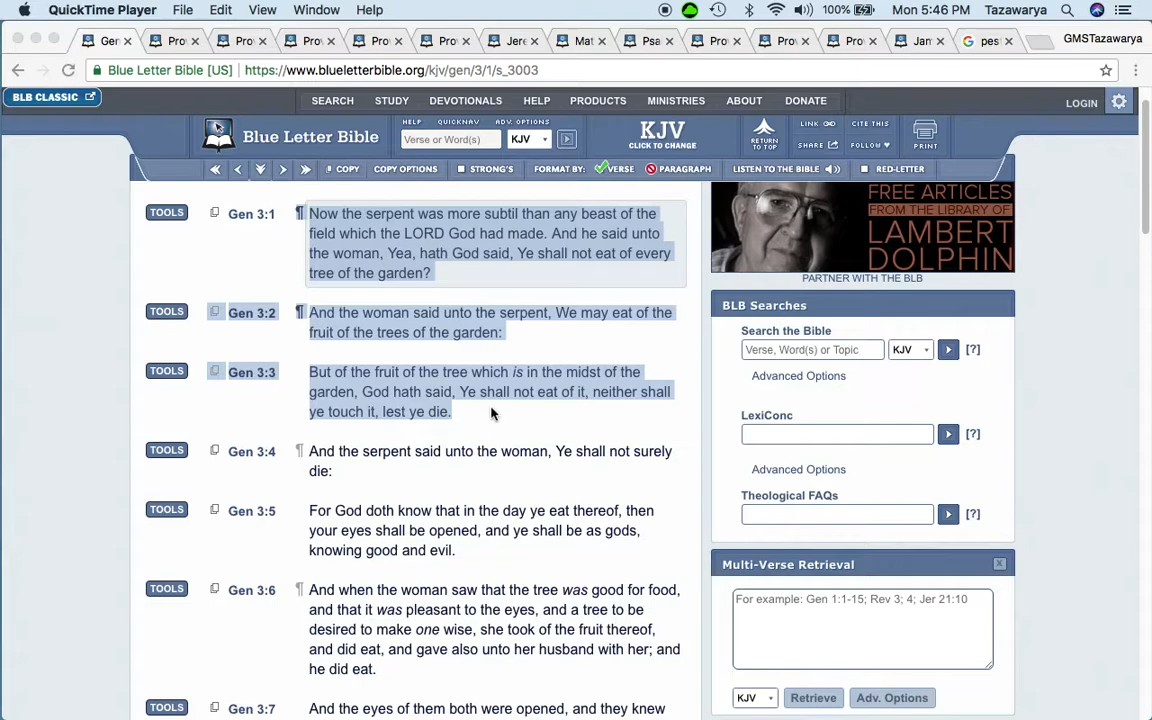 QuickTime Player File Edit View Window Help 100% Mon 5:46 PM Tazawarya
Gen Prov Prov Prov Prov Prov Jere Mat Psa Prov Prov Prov Jam pest GMSTazawarya
Blue Letter Bible [US] https://www.blueletterbible.org/kjv/gen/3/1/s_3003
BLB CLASSIC SEARCH STUDY DEVOTIONALS HELP PRODUCTS MINISTRIES ABOUT DONATE LOGIN
Blue Letter Bible
HELP QUICKNAV ADV. OPTIONS
Verse or Word(s) KJV
KJV
CLICK TO CHANGE
RETURN
TO TOP
LINK CITE THIS
SHARE FOLLOW
PRINT
COPY COPY OPTIONS STRONG'S FORMAT BY: VERSE PARAGRAPH LISTEN TO THE BIBLE RED-LETTER
TOOLS Gen 3:1 ¶ Now the serpent was more subtil than any beast of the
field which the LORD God had made. And he said unto
the woman, Yea, hath God said, Ye shall not eat of every
tree of the garden?
TOOLS Gen 3:2 ¶ And the woman said unto the serpent, We may eat of the
fruit of the trees of the garden:
TOOLS Gen 3:3 But of the fruit of the tree which is in the midst of the
garden, God hath said, Ye shall not eat of it, neither shall
ye touch it, lest ye die.
TOOLS Gen 3:4 ¶ And the serpent said unto the woman, Ye shall not surely
die:
TOOLS Gen 3:5 For God doth know that in the day ye eat thereof, then
your eyes shall be opened, and ye shall be as gods,
knowing good and evil.
TOOLS Gen 3:6 ¶ And when the woman saw that the tree was good for food,
and that it was pleasant to the eyes, and a tree to be
desired to make one wise, she took of the fruit thereof,
and did eat, and gave also unto her husband with her; and
he did eat.
TOOLS Gen 3:7 And the eyes of them both were opened, and they knew
FREE ARTICLES
FROM THE LIBRARY OF
LAMBERT
DOLPHIN
PARTNER WITH THE BLB
BLB Searches
Search the Bible
Verse, Word(s) or Topic KJV [?]
Advanced Options
LexiConc
[?]
Advanced Options
Theological FAQs
[?]
Multi-Verse Retrieval X
For example: Gen 1:1-15; Rev 3; 4; Jer 21:10
KJV Retrieve Adv. Options